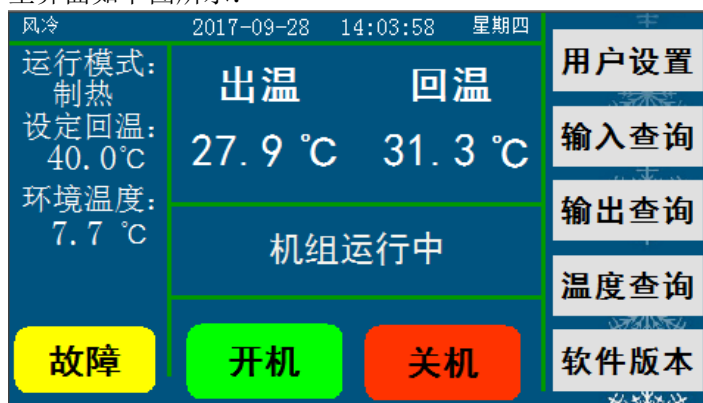 风冷 2017-09-28 14:03:58 星期四
运行模式:
制热
设定回温:
40.0℃
环境温度:
7.7 ℃
出温 回温
27.9 ℃ 31.3 ℃
机组运行中
故障 开机 关机
用户设置
输入查询
输出查询
温度查询
软件版本